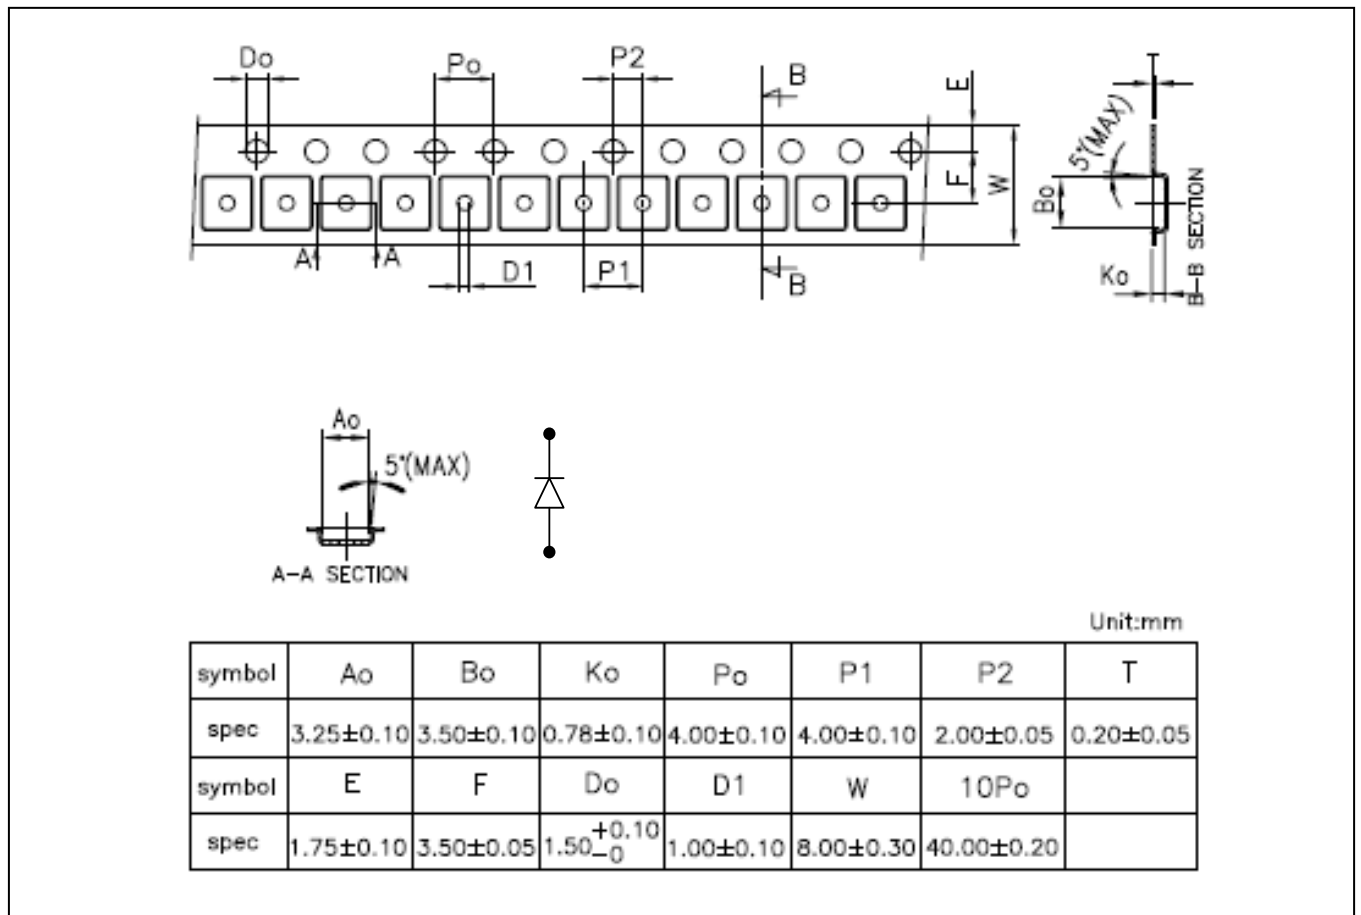 Do Po P2 B E T
5°(MAX)
F W Bo
A A D1 P1 B Ko
B-B SECTION
Ao
5°(MAX)
A-A SECTION
Unit:mm
symbol Ao Bo Ko Po P1 P2 T
spec 3.25±0.10 3.50±0.10 0.78±0.10 4.00±0.10 4.00±0.10 2.00±0.05 0.20±0.05
symbol E F Do D1 W 10Po
spec 1.75±0.10 3.50±0.05 1.50+0.10−0 1.00±0.10 8.00±0.30 40.00±0.20